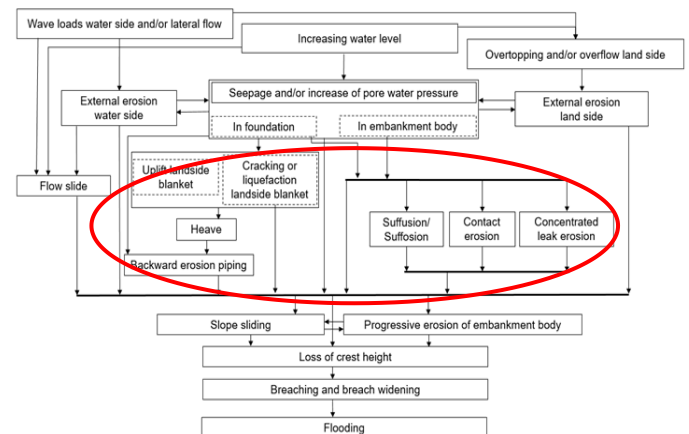 Wave loads water side and/or lateral flow
Increasing water level
Overtopping and/or overflow land side
Seepage and/or increase of pore water pressure
External erosion
water side
External erosion
land side
In foundation
In embankment body
Uplift landside
blanket
Cracking or
liquefaction
landside blanket
Flow slide
Heave
Suffusion/
Suffosion
Contact
erosion
Concentrated
leak erosion
Backward erosion piping
Slope sliding
Progressive erosion of embankment body
Loss of crest height
Breaching and breach widening
Flooding